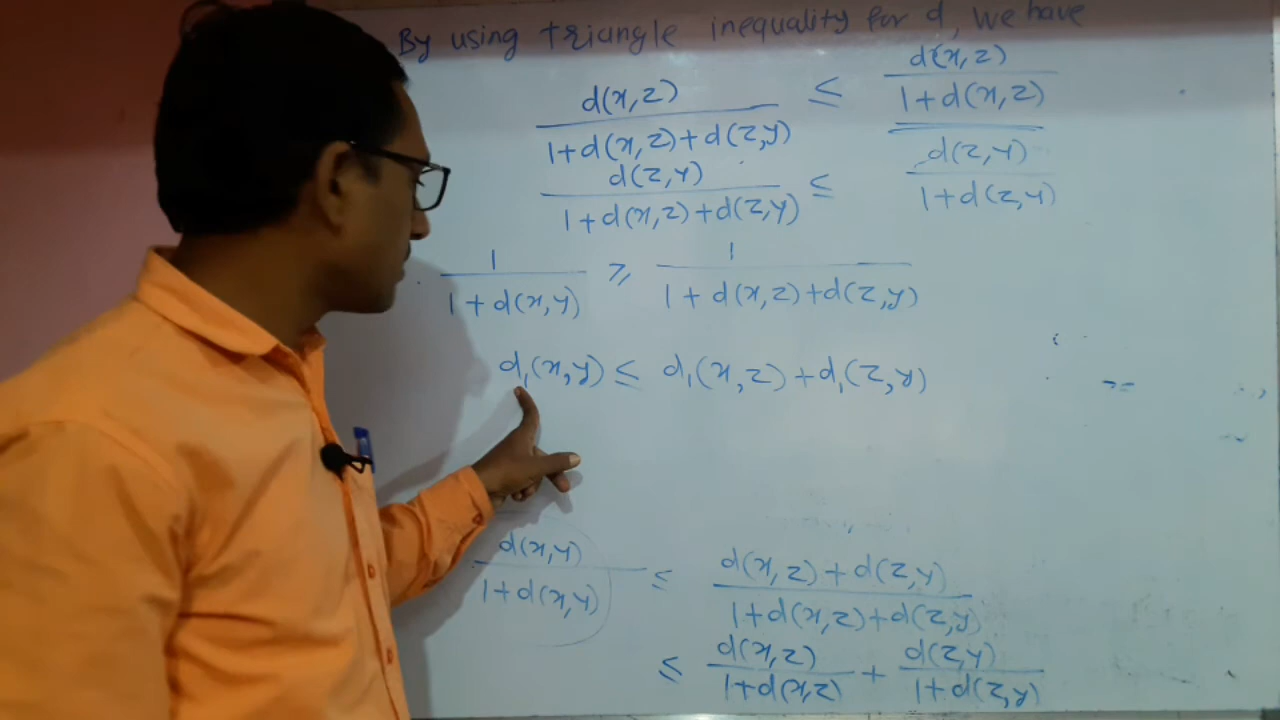 By using triangle inequality for d, we have
d(x,z) / 1+d(x,z)+d(z,y) ≤ d(x,z) / 1+d(x,z)
d(z,y) / 1+d(x,z)+d(z,y) ≤ d(z,y) / 1+d(z,y)
1 / 1+d(x,y) ≥ 1 / 1+d(x,z)+d(z,y)
d₁(x,y) ≤ d₁(x,z)+d₁(z,y)
d(x,y) / 1+d(x,y) ≤ d(x,z)+d(z,y) / 1+d(x,z)+d(z,y)
≤ d(x,z) / 1+d(x,z) + d(z,y) / 1+d(z,y)